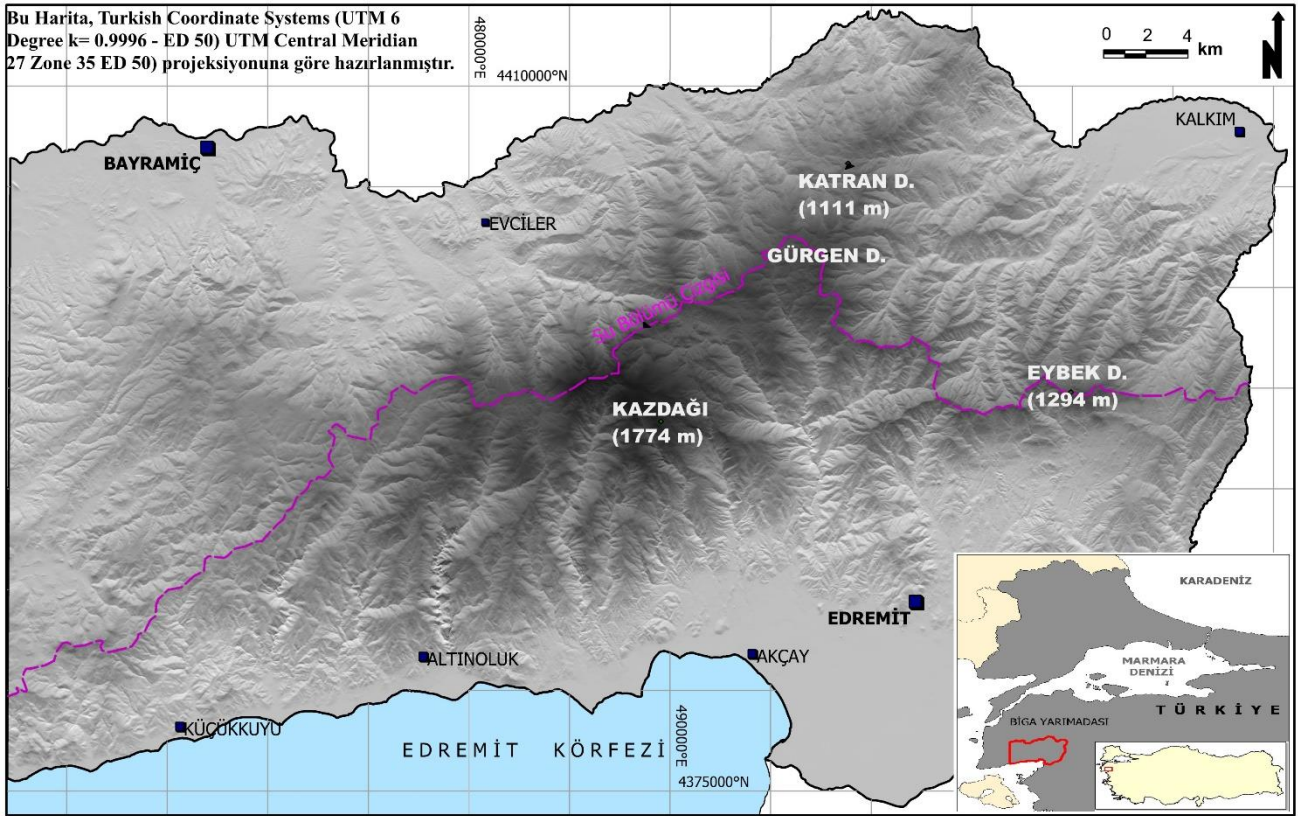 Bu Harita, Turkish Coordinate Systems (UTM 6
Degree k= 0.9996 - ED 50) UTM Central Meridian
27 Zone 35 ED 50) projeksiyonuna göre hazırlanmıştır.
480000°E
4410000°N
0 2 4
km
N
KALKIM
BAYRAMİÇ
KATRAN D.
(1111 m)
EVCİLER
GÜRGEN D.
Su Bölümü Çizgisi
EYBEK D.
(1294 m)
KAZDAĞI
(1774 m)
KARADENİZ
EDREMİT
ALTINOLUK
AKÇAY
MARMARA
DENİZİ
TÜRKİYE
BİGA YARIMADASI
KÜÇÜKKUYU
EDREMİT KÖRFEZİ
490000°E
4375000°N